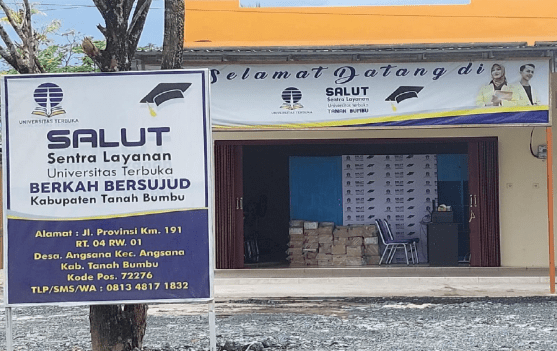 UNIVERSITAS TERBUKA
SALUT
Sentra Layanan
Universitas Terbuka
BERKAH BERSUJUD
Kabupaten Tanah Bumbu
Alamat : Jl. Provinsi Km. 191
RT. 04 RW. 01
Desa. Angsana Kec. Angsana
Kab. Tanah Bumbu
Kode Pos. 72276
TLP/SMS/WA : 0813 4817 1832
Selamat Datang di
SALUT
Sentra Layanan
Universitas Terbuka
TANAH BUMBU